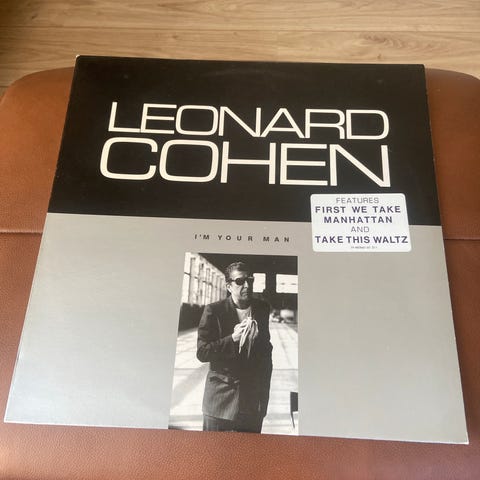 LEONARD
COHEN
FEATURES
FIRST WE TAKE
MANHATTAN
AND
TAKE THIS WALTZ
I'M YOUR MAN